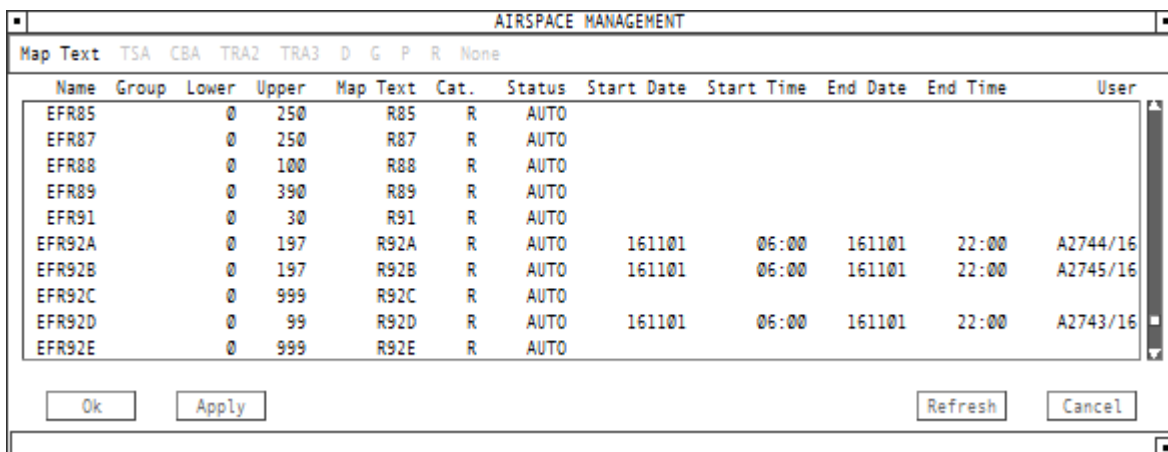 AIRSPACE MANAGEMENT
Map Text TSA CBA TRA2 TRA3 D G P R None
Name Group Lower Upper Map Text Cat. Status Start Date Start Time End Date End Time User
EFR85 0 250 R85 R AUTO
EFR87 0 250 R87 R AUTO
EFR88 0 100 R88 R AUTO
EFR89 0 390 R89 R AUTO
EFR91 0 30 R91 R AUTO
EFR92A 0 197 R92A R AUTO 161101 06:00 161101 22:00 A2744/16
EFR92B 0 197 R92B R AUTO 161101 06:00 161101 22:00 A2745/16
EFR92C 0 999 R92C R AUTO
EFR92D 0 99 R92D R AUTO 161101 06:00 161101 22:00 A2743/16
EFR92E 0 999 R92E R AUTO
Ok Apply Refresh Cancel